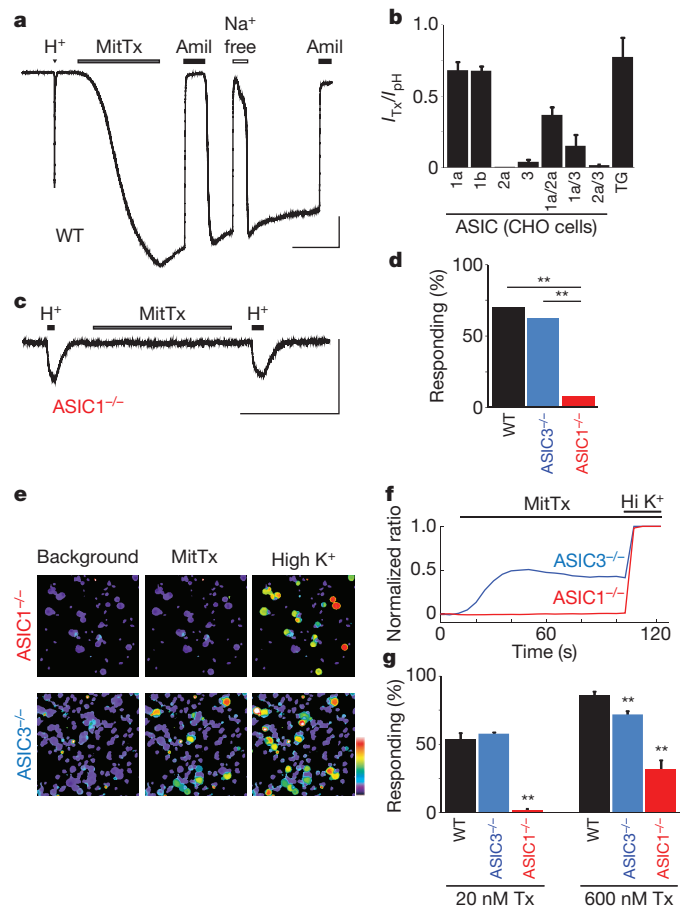 a
H+
MitTx
Amil
Na+ free
Amil
WT
b
ITx/IpH
1.0
0.5
0
1a
1b
2a
3
1a/2a
1a/3
2a/3
TG
ASIC (CHO cells)
c
H+
MitTx
H+
ASIC1–/–
d
Responding (%)
100
50
0
**
**
WT
ASIC3–/–
ASIC1–/–
e
Background
MitTx
High K+
ASIC1–/–
ASIC3–/–
f
MitTx
Hi K+
Normalized ratio
1.0
0.5
0
ASIC3–/–
ASIC1–/–
60
120
Time (s)
g
Responding (%)
100
50
0
**
**
**
WT
ASIC3–/–
ASIC1–/–
WT
ASIC3–/–
ASIC1–/–
20 nM Tx
600 nM Tx